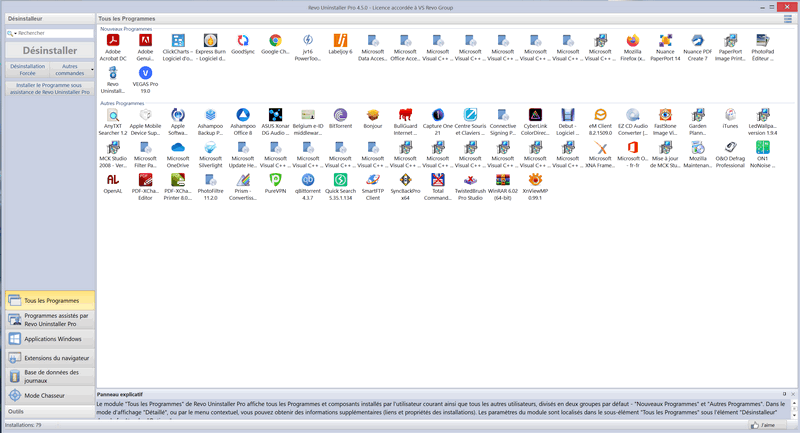 Revo Uninstaller Pro 4.5.0 - Licence accordée à VS Revo Group
Désinstalleur
Rechercher
Désinstaller
Désinstallation Forcée
Autres commandes
Installer le Programme sous
assistance de Revo Uninstaller Pro
Tous les Programmes
Programmes assistés par
Revo Uninstaller Pro
Applications Windows
Extensions du navigateur
Base de données des
journaux
Mode Chasseur
Outils
Installations: 79
Tous les Programmes
Nouveaux Programmes
Adobe Acrobat DC
Adobe Genui...
ClickCharts – Logiciel d'o...
Express Burn - Logiciel d...
GoodSync
Google Ch...
jv16 PowerToo...
Labeljoy 6
Microsoft Data Acces...
Microsoft Office Acce...
Microsoft Visual C++ ...
Microsoft Visual C++ ...
Microsoft Visual C++ ...
Microsoft Visual C++ ...
Microsoft Visual C++ ...
Microsoft Visual C++ ...
Mozilla Firefox (x...
Nuance PaperPort 14
Nuance PDF Create 7
PaperPort Image Print...
PhotoPad Éditeur ...
Revo Uninstall...
VEGAS Pro 19.0
Autres Programmes
AnyTXT Searcher 1.2
Apple Mobile Device Sup...
Apple Software...
Ashampoo Backup P...
Ashampoo Office 8
ASUS Xonar DG Audio ...
Belgium e-ID middlewar...
BitTorrent
Bonjour
BullGuard Internet ...
Capture One 21
Centre Souris et Claviers ...
Connective Signing P...
CyberLink ColorDirec...
Debut - Logiciel ...
eM Client 8.2.1509.0
EZ CD Audio Converter [...
FastStone Image Vi...
Garden Plann...
iTunes
LedWallpa... version 1.9.4
MCK Studio 2008 - Ver...
Microsoft Filter Pa...
Microsoft OneDrive
Microsoft Silverlight
Microsoft Update He...
Microsoft Visual C++ ...
Microsoft Visual C++ ...
Microsoft Visual C++ ...
Microsoft Visual C++ ...
Microsoft Visual C++ ...
Microsoft Visual C++ ...
Microsoft Visual C++ ...
Microsoft Visual C++ ...
Microsoft Visual C++ ...
Microsoft Visual C++ ...
Microsoft XNA Frame...
Microsoft O... - fr-fr
Mise à jour de MCK Stu...
Mozilla Maintenan...
O&O Defrag Professional
ON1 NoNoise ...
OpenAL
PDF-XCha... Editor
PDF-XCha... Printer 8.0...
PhotoFiltre 11.2.0
Prism - Convertiss...
PureVPN
qBittorrent 4.3.7
Quick Search 5.35.1.134
SmartFTP Client
SyncBackPro x64
Total Comman...
TwistedBrush Pro Studio
WinRAR 6.02 (64-bit)
XnViewMP 0.99.1
Panneau explicatif
Le module "Tous les Programmes" de Revo Uninstaller Pro affiche tous les Programmes et composants installés par l'utilisateur courant ainsi que tous les autres utilisateurs, divisés en deux groupes par défaut - "Nouveaux Programmes" et "Autres Programmes". Dans le
mode d'affichage "Détaillé", ou par le menu contextuel, vous pouvez obtenir des informations supplémentaires (liens et propriétés des installations). Les paramètres du module sont localisés dans le sous-élément "Tous les Programmes" sous l'élément "Désinstalleur"
J'aime